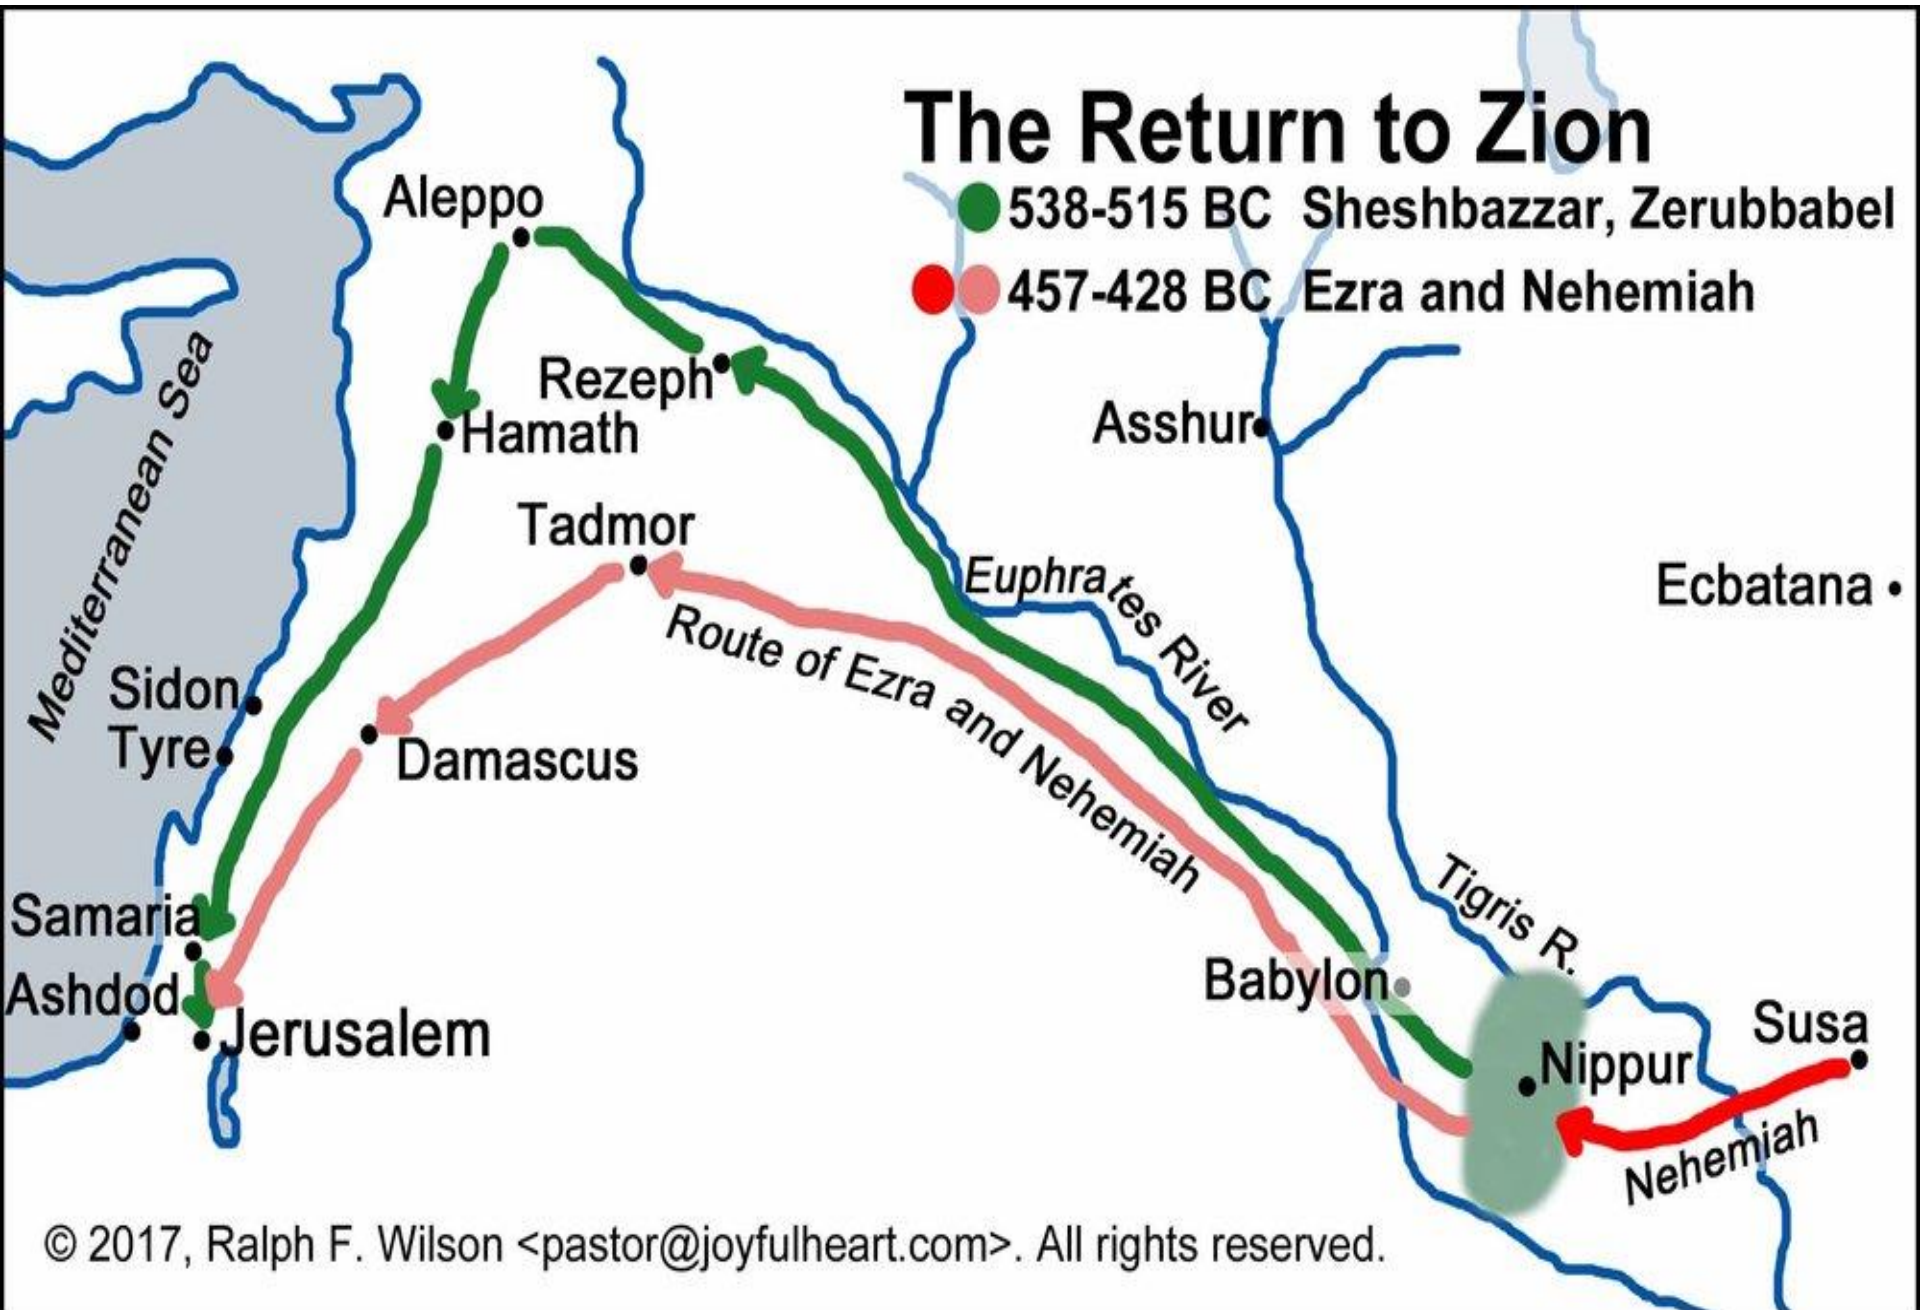 The Return to Zion
538-515 BC Sheshbazzar, Zerubbabel
457-428 BC Ezra and Nehemiah
Aleppo
Rezeph
Hamath
Asshur
Tadmor
Mediterranean Sea
Euphrates River
Ecbatana
Route of Ezra and Nehemiah
Sidon
Tyre
Damascus
Tigris R.
Samaria
Ashdod
Babylon
Jerusalem
Susa
Nippur
Nehemiah
© 2017, Ralph F. Wilson <pastor@joyfulheart.com>. All rights reserved.